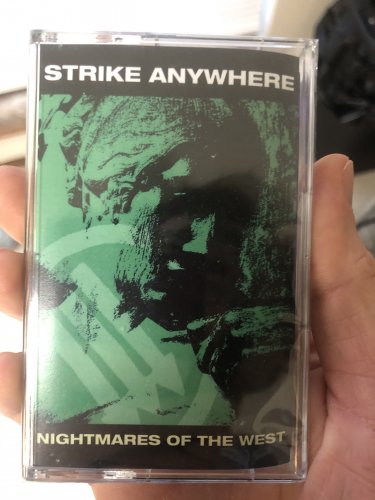 STRIKE ANYWHERE
NIGHTMARES OF THE WEST